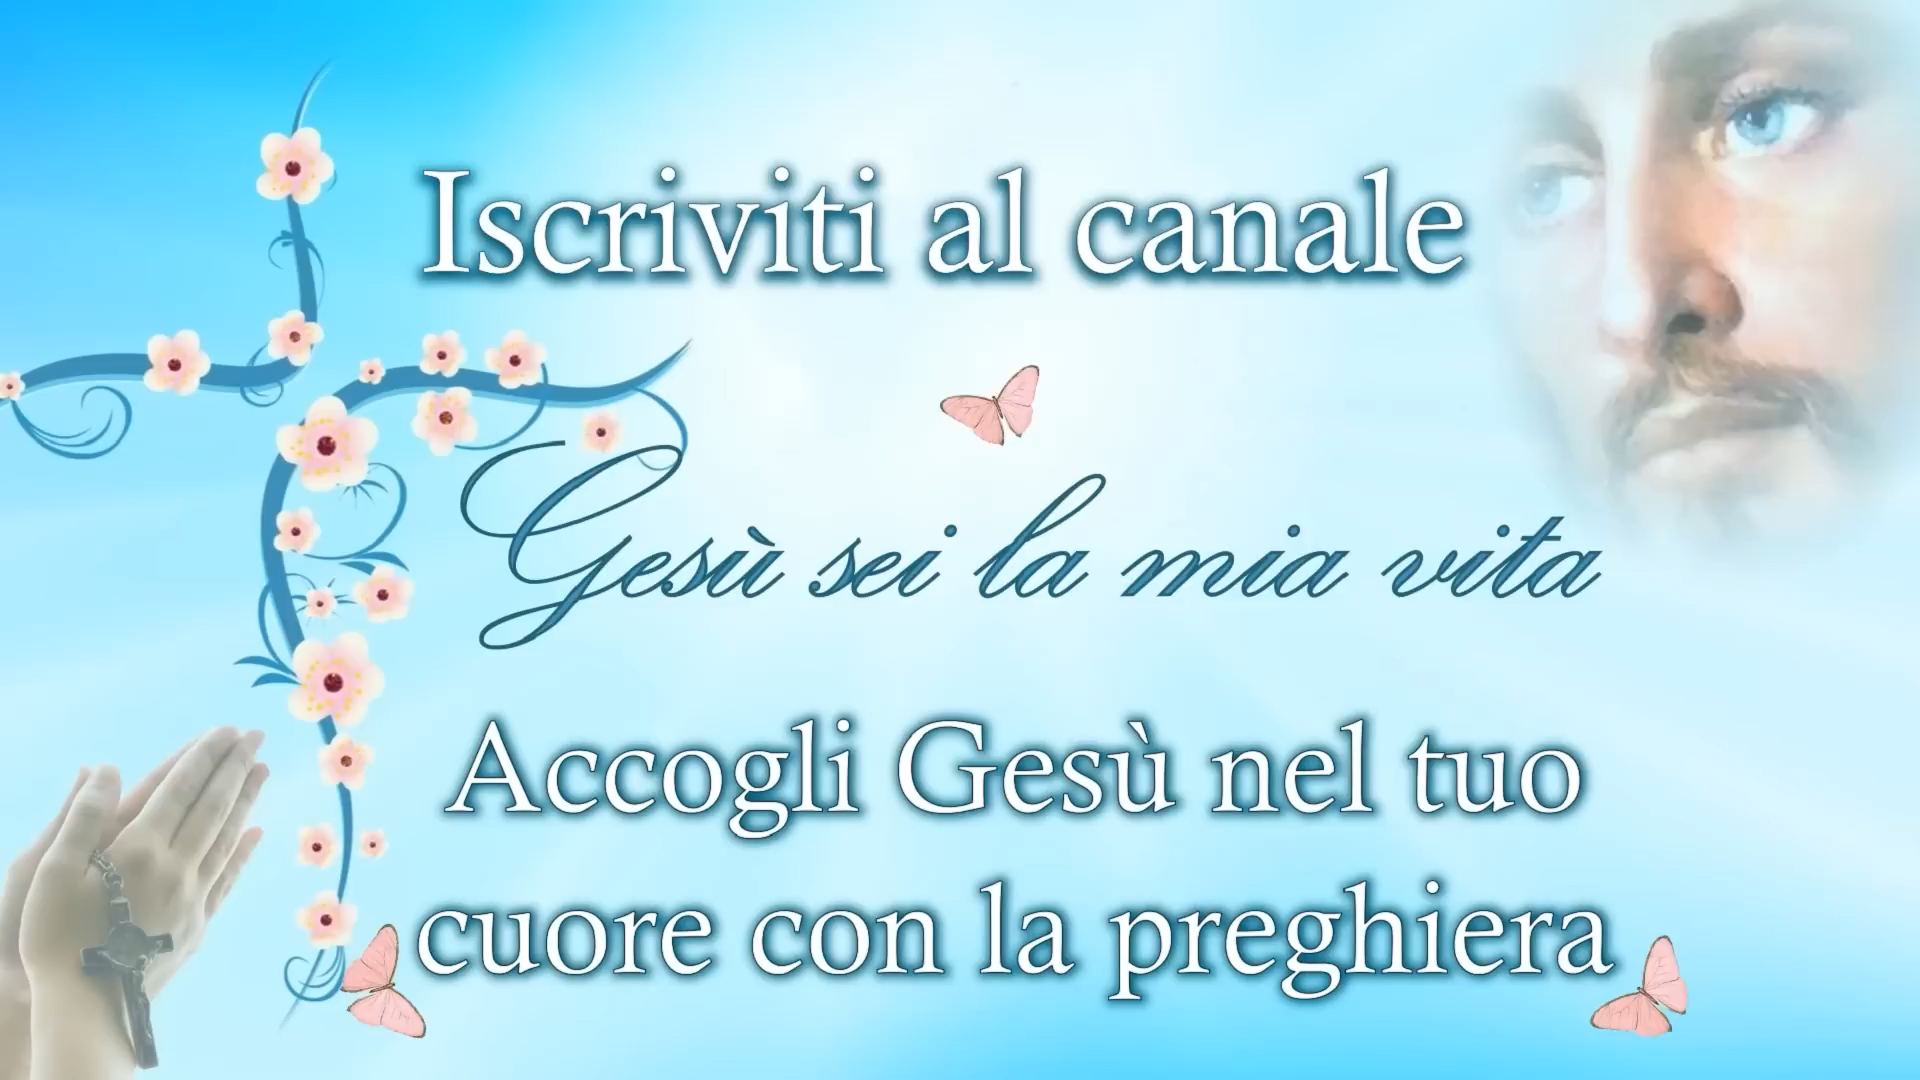 Iscriviti al canale
Gesù sei la mia vita
Accogli Gesù nel tuo
cuore con la preghiera